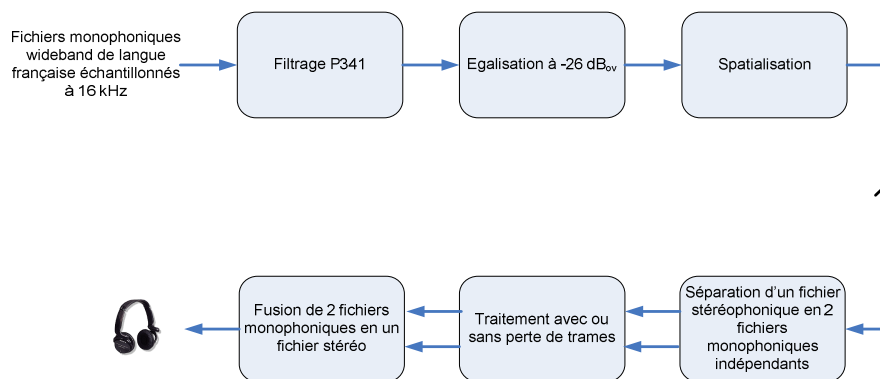 Fichiers monophoniques
wideband de langue
française échantillonnés
à 16 kHz
Filtrage P341
Egalisation à -26 dBov
Spatialisation
Fusion de 2 fichiers
monophoniques en un
fichier stéréo
Traitement avec ou
sans perte de trames
Séparation d'un fichier
stéréophonique en 2
fichiers
monophoniques
indépendants